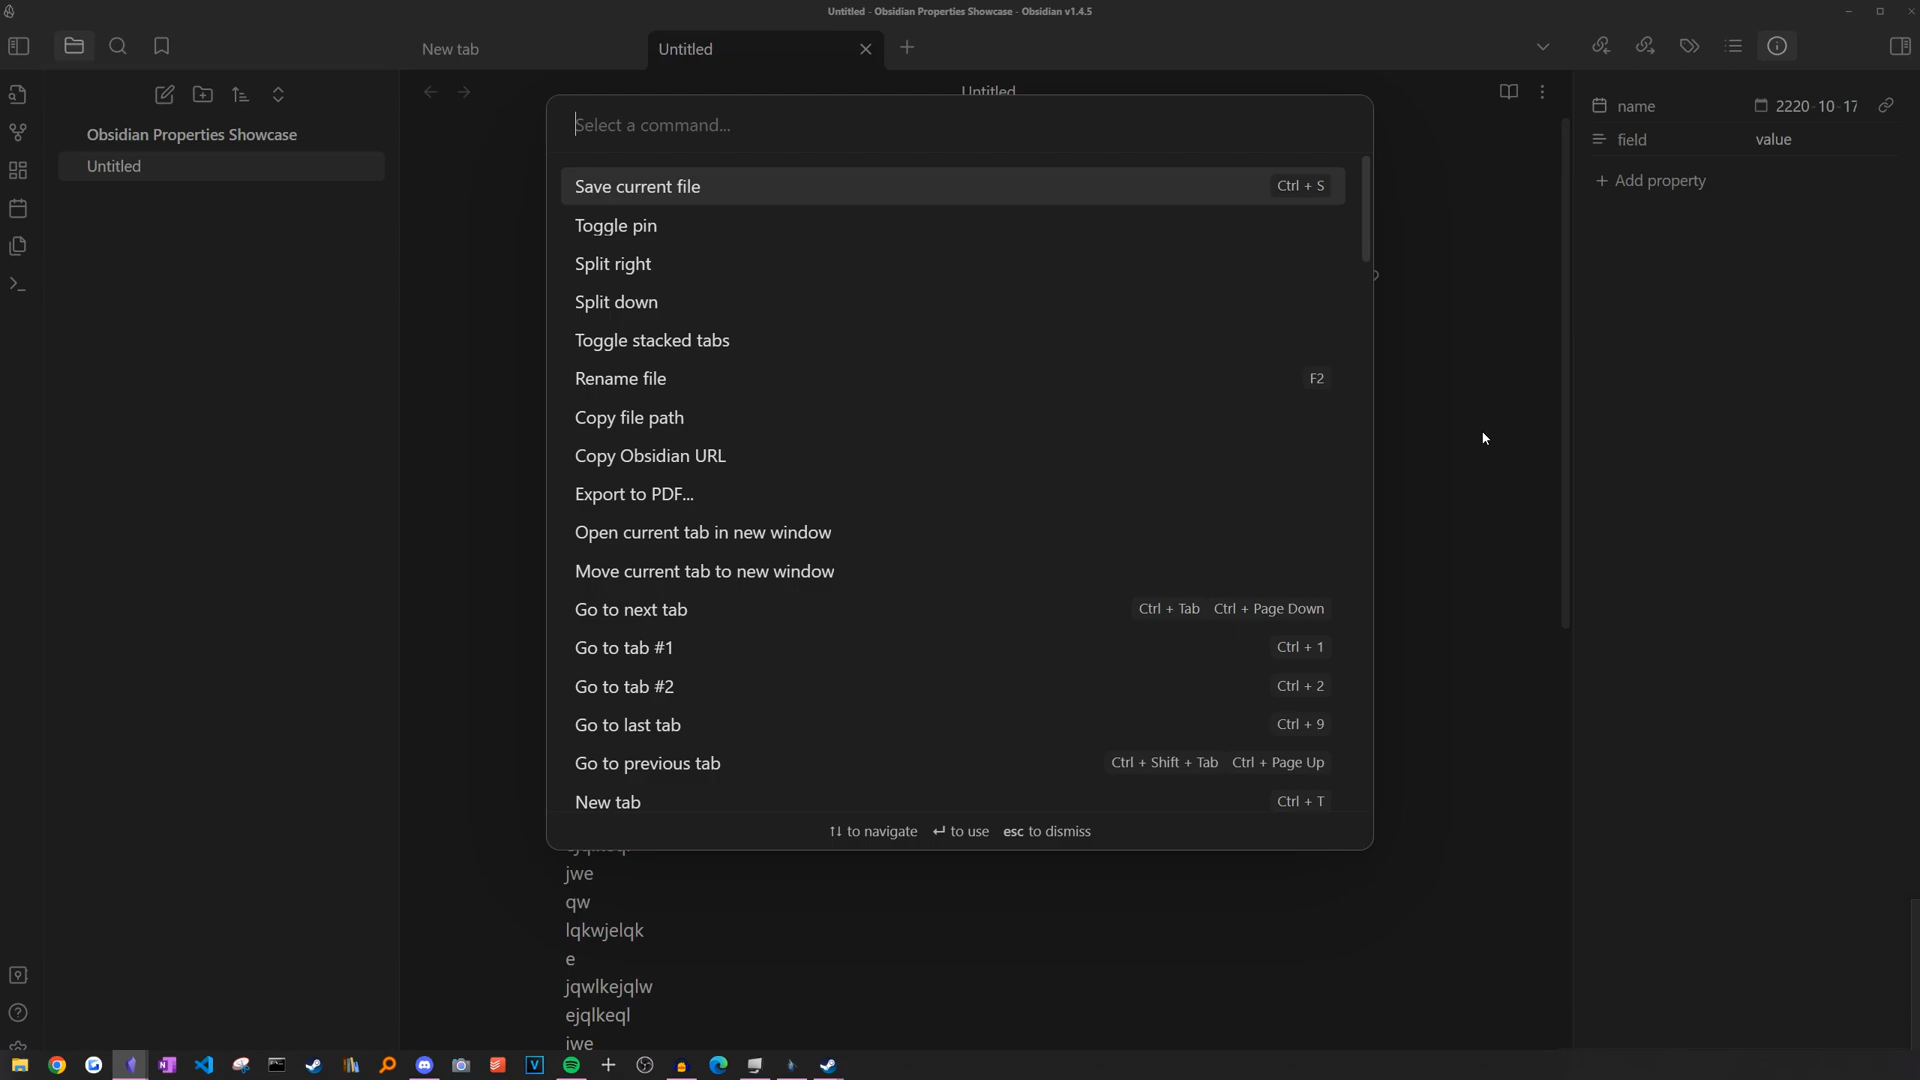 Untitled - Obsidian Properties Showcase - Obsidian v1.4.5
New tab
Untitled
Untitled
Obsidian Properties Showcase
Untitled
name 2220-10-17
field value
+ Add property
Select a command...
Save current file Ctrl + S
Toggle pin
Split right
Split down
Toggle stacked tabs
Rename file F2
Copy file path
Copy Obsidian URL
Export to PDF...
Open current tab in new window
Move current tab to new window
Go to next tab Ctrl + Tab Ctrl + Page Down
Go to tab #1 Ctrl + 1
Go to tab #2 Ctrl + 2
Go to last tab Ctrl + 9
Go to previous tab Ctrl + Shift + Tab Ctrl + Page Up
New tab Ctrl + T
↑↓ to navigate ↵ to use esc to dismiss
jwe
qw
lqkwjelqk
e
jqwlkejqlw
ejqlkeql
jwe